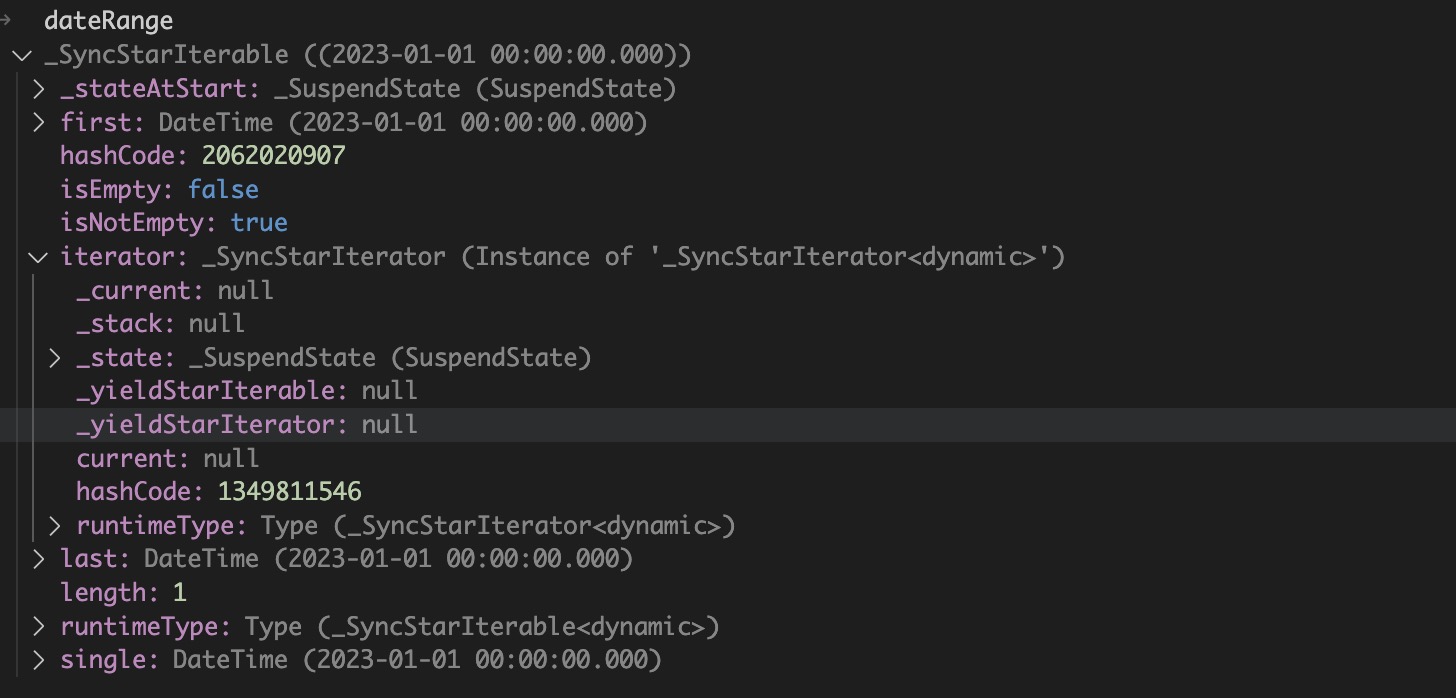 dateRange
_SyncStarIterable ((2023-01-01 00:00:00.000))
_stateAtStart: _SuspendState (SuspendState)
first: DateTime (2023-01-01 00:00:00.000)
hashCode: 2062020907
isEmpty: false
isNotEmpty: true
iterator: _SyncStarIterator (Instance of '_SyncStarIterator<dynamic>')
_current: null
_stack: null
_state: _SuspendState (SuspendState)
_yieldStarIterable: null
_yieldStarIterator: null
current: null
hashCode: 1349811546
runtimeType: Type (_SyncStarIterator<dynamic>)
last: DateTime (2023-01-01 00:00:00.000)
length: 1
runtimeType: Type (_SyncStarIterable<dynamic>)
single: DateTime (2023-01-01 00:00:00.000)